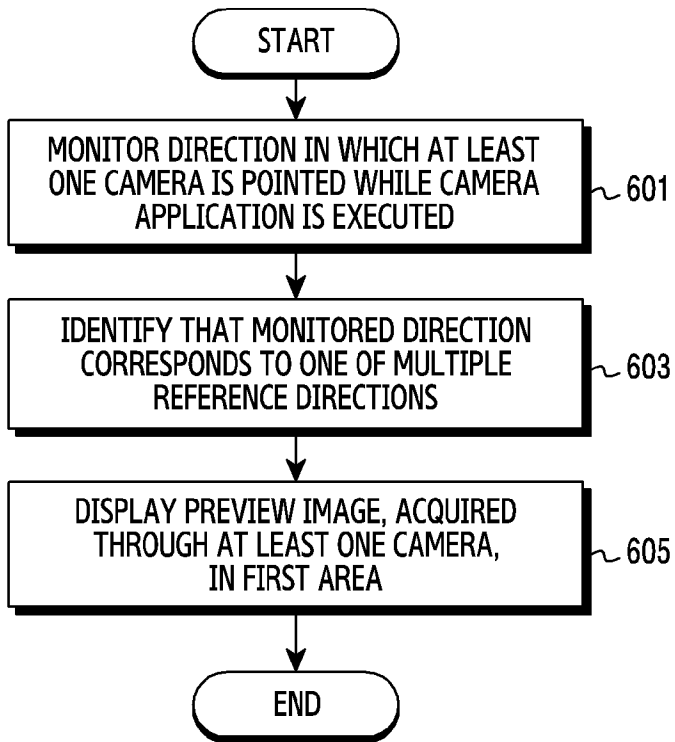 START
MONITOR DIRECTION IN WHICH AT LEAST
ONE CAMERA IS POINTED WHILE CAMERA
APPLICATION IS EXECUTED
601
IDENTIFY THAT MONITORED DIRECTION
CORRESPONDS TO ONE OF MULTIPLE
REFERENCE DIRECTIONS
603
DISPLAY PREVIEW IMAGE, ACQUIRED
THROUGH AT LEAST ONE CAMERA,
IN FIRST AREA
605
END